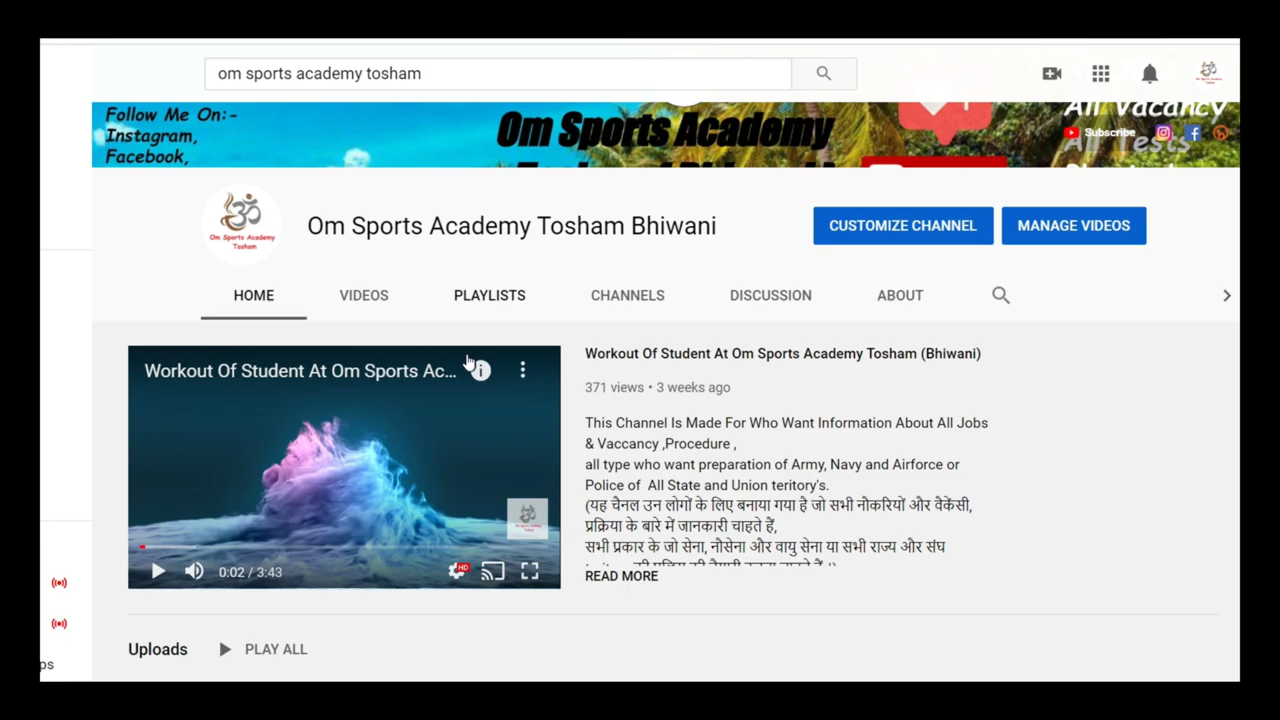 om sports academy tosham
Follow Me On:-
Instagram,
Facebook,
Om Sports Academy
All Vacancy
Subscribe
All Tests
Om Sports Academy
Tosham
Om Sports Academy Tosham Bhiwani
CUSTOMIZE CHANNEL
MANAGE VIDEOS
HOME
VIDEOS
PLAYLISTS
CHANNELS
DISCUSSION
ABOUT
Workout Of Student At Om Sports Ac...
0:02 / 3:43
HD
Workout Of Student At Om Sports Academy Tosham (Bhiwani)
371 views • 3 weeks ago
This Channel Is Made For Who Want Information About All Jobs
& Vaccancy ,Procedure ,
all type who want preparation of Army, Navy and Airforce or
Police of All State and Union teritory's.
(यह चैनल उन लोगों के लिए बनाया गया है जो सभी नौकरियों और वैकेंसी,
प्रक्रिया के बारे में जानकारी चाहते हैं,
सभी प्रकार के जो सेना, नौसेना और वायु सेना या सभी राज्य और संघ
READ MORE
Uploads
PLAY ALL
ps